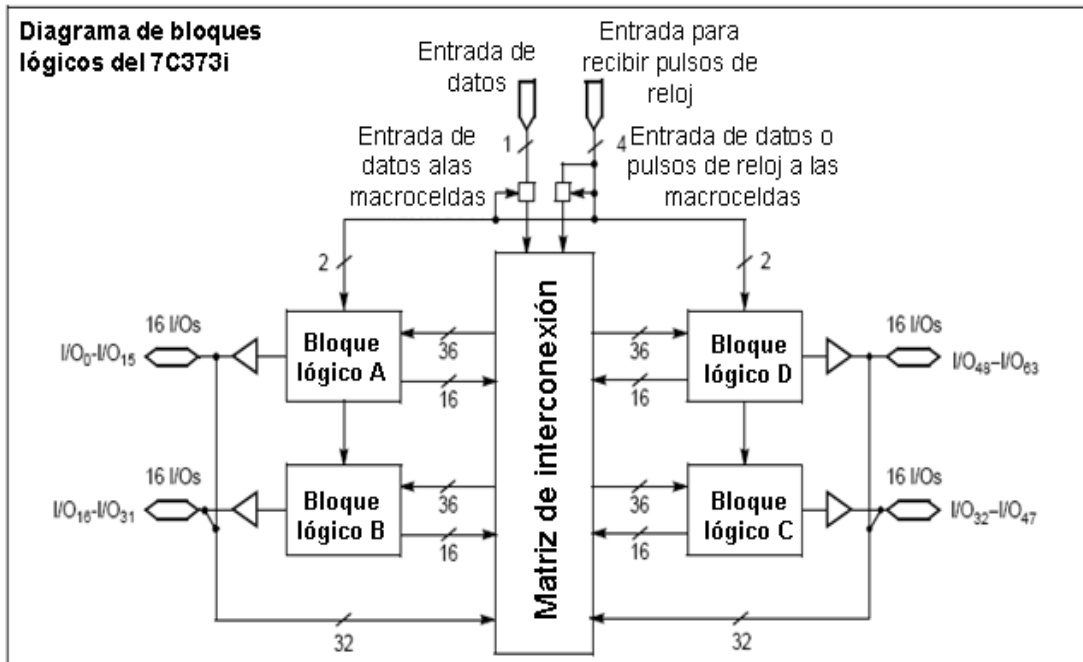 Diagrama de bloques
lógicos del 7C373i
Entrada de
datos
Entrada para
recibir pulsos de
reloj
1
4
Entrada de
datos alas
macroceldas
Entrada de datos o
pulsos de reloj a las
macroceldas
2
2
Matriz de interconexión
16 I/Os
I/O0-I/O15
Bloque
lógico A
36
16
36
16
Bloque
lógico D
16 I/Os
I/O48–I/O63
16 I/Os
I/O16-I/O31
Bloque
lógico B
36
16
36
16
Bloque
lógico C
16 I/Os
I/O32–I/O47
32
32